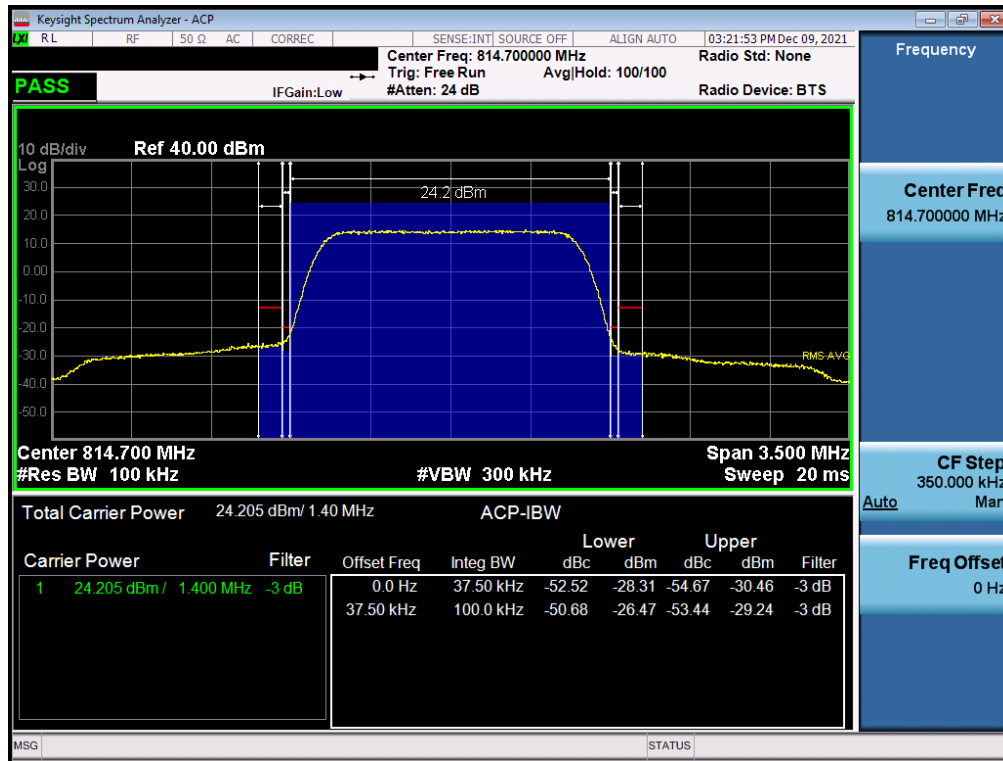 Keysight Spectrum Analyzer - ACP
LXI RL RF 50 Ω AC CORREC SENSE:INT SOURCE OFF ALIGN AUTO 03:21:53 PM Dec 09, 2021
Center Freq: 814.700000 MHz Radio Std: None
Trig: Free Run Avg|Hold: 100/100
PASS IFGain:Low #Atten: 24 dB Radio Device: BTS
Frequency
10 dB/div Ref 40.00 dBm
Log
30.0
24.2 dBm
20.0
10.0
0.00
-10.0
-20.0
-30.0
RMS AVG
-40.0
-50.0
Center 814.700 MHz Span 3.500 MHz
#Res BW 100 kHz #VBW 300 kHz Sweep 20 ms
Center Freq
814.700000 MHz
CF Step
350.000 kHz
Auto Man
Freq Offset
0 Hz
Total Carrier Power 24.205 dBm/ 1.40 MHz ACP-IBW
Lower Upper
Carrier Power Filter Offset Freq Integ BW dBc dBm dBc dBm Filter
1 24.205 dBm / 1.400 MHz -3 dB 0.0 Hz 37.50 kHz -52.52 -28.31 -54.67 -30.46 -3 dB
37.50 kHz 100.0 kHz -50.68 -26.47 -53.44 -29.24 -3 dB
MSG STATUS